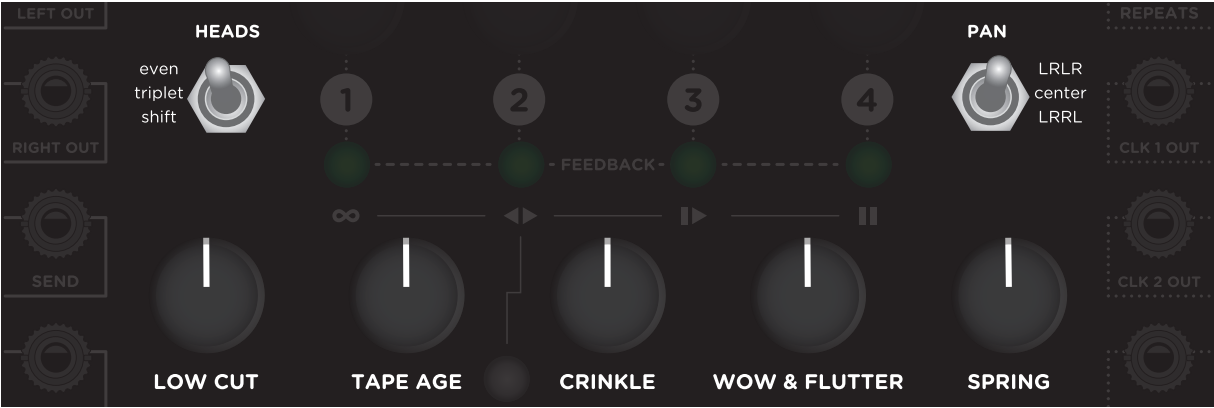 LEFT OUT
HEADS
PAN
REPEATS
even
triplet
shift
1
2
3
4
LRLR
center
LRRL
RIGHT OUT
FEEDBACK
CLK 1 OUT
SEND
CLK 2 OUT
LOW CUT
TAPE AGE
CRINKLE
WOW & FLUTTER
SPRING